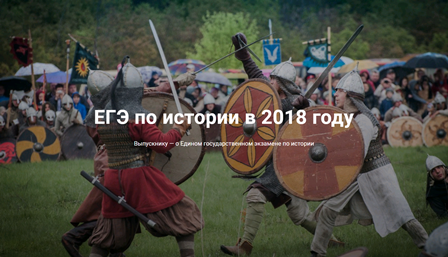 ЕГЭ по истории в 2018 году
Выпускнику — о Едином государственном экзамене по истории